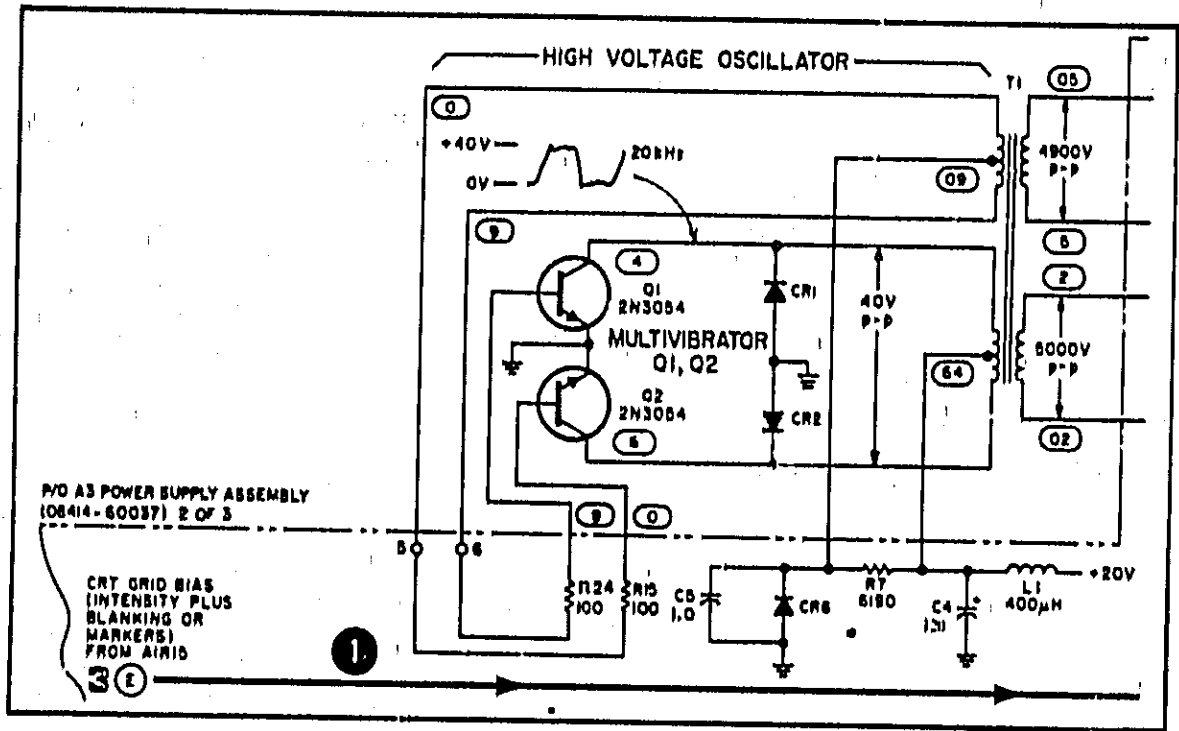 HIGH VOLTAGE OSCILLATOR
T1
05
0
+40V
20kHz
0V
4900V
P-P
09
9
5
4
2
Q1
2N3054
CR1
40V
P-P
MULTIVIBRATOR
Q1, Q2
64
5000V
P-P
Q2
2N3054
CR2
02
5
P/O A3 POWER SUPPLY ASSEMBLY
(08414-60037) 2 OF 3
9
0
5
6
+20V
CRT GRID BIAS
(INTENSITY PLUS
BLANKING OR
MARKERS)
FROM A1R15
R24
100
R15
100
C5
1.0
CR6
R7
6190
C4
L1
400µH
1
3 E